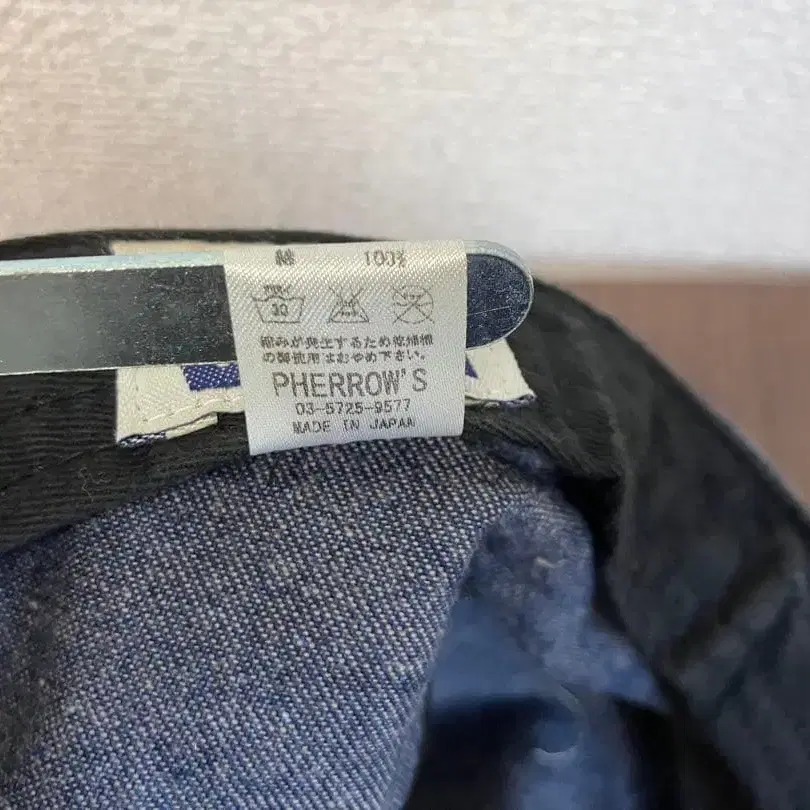 綿 100%
30
縮みが発生するため乾燥機
の御使用はおやめ下さい。
PHERROW'S
03-5725-9577
MADE IN JAPAN